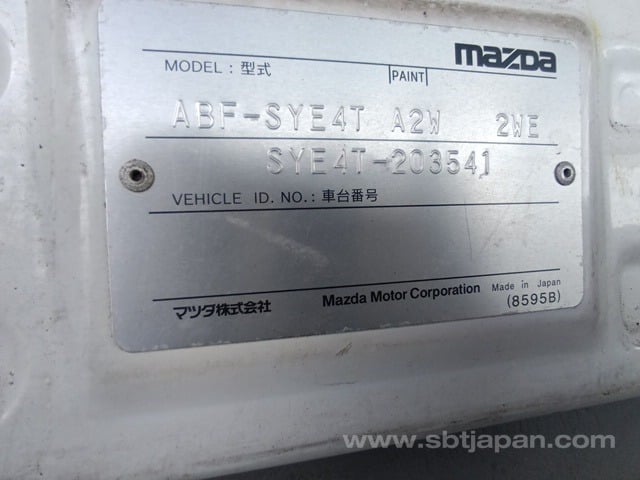 mazda
MODEL : 型式 PAINT
ABF-SYE4T A2W 2WE
SYE4T-203541
VEHICLE ID. NO. : 車台番号
マツダ株式会社 Mazda Motor Corporation Made in Japan
(8595B)
www.sbtjapan.com